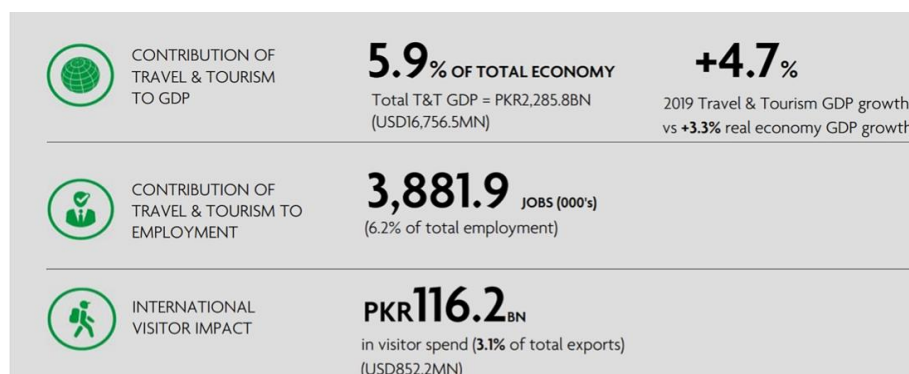 CONTRIBUTION OF
TRAVEL & TOURISM
TO GDP
5.9% OF TOTAL ECONOMY
Total T&T GDP = PKR2,285.8BN
(USD16,756.5MN)
+4.7%
2019 Travel & Tourism GDP growth
vs +3.3% real economy GDP growth
CONTRIBUTION OF
TRAVEL & TOURISM TO
EMPLOYMENT
3,881.9 JOBS (000's)
(6.2% of total employment)
INTERNATIONAL
VISITOR IMPACT
PKR116.2BN
in visitor spend (3.1% of total exports)
(USD852.2MN)